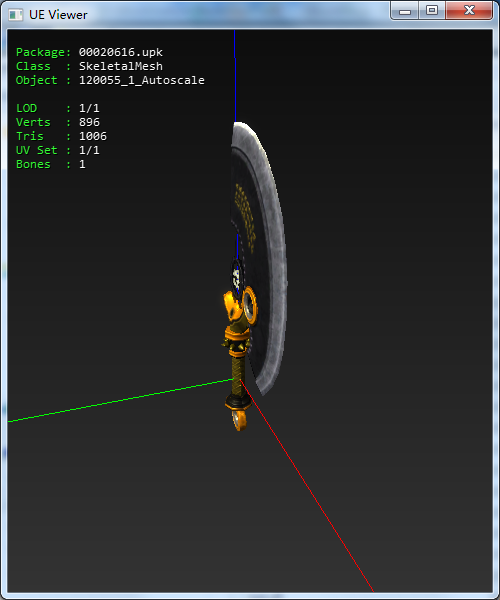 UE Viewer
Package: 00020616.upk
Class : SkeletalMesh
Object : 120055_1_Autoscale
LOD : 1/1
Verts : 896
Tris : 1006
UV Set : 1/1
Bones : 1